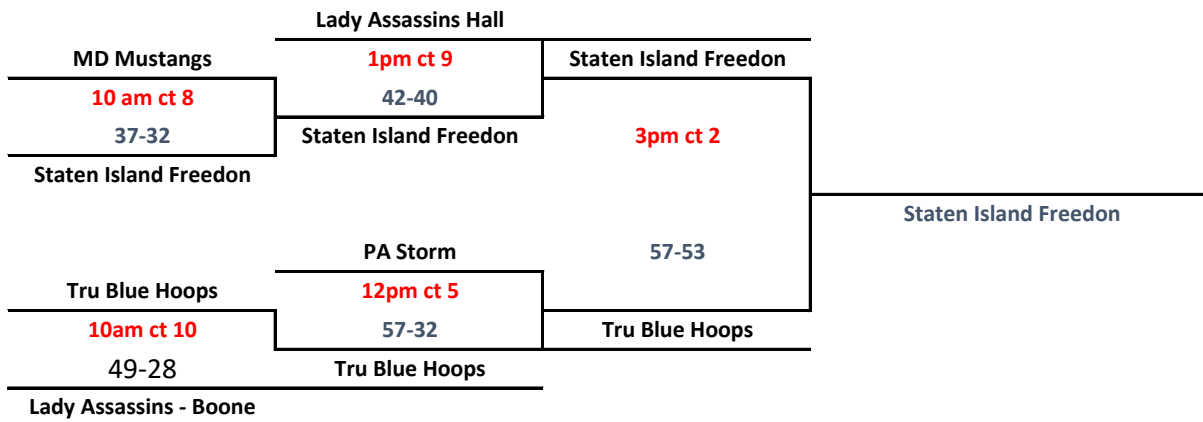 Lady Assassins Hall
MD Mustangs 1pm ct 9 Staten Island Freedon
10 am ct 8 42-40
37-32 Staten Island Freedon 3pm ct 2
Staten Island Freedon
Staten Island Freedon
PA Storm 57-53
Tru Blue Hoops 12pm ct 5
10am ct 10 57-32 Tru Blue Hoops
49-28 Tru Blue Hoops
Lady Assassins - Boone